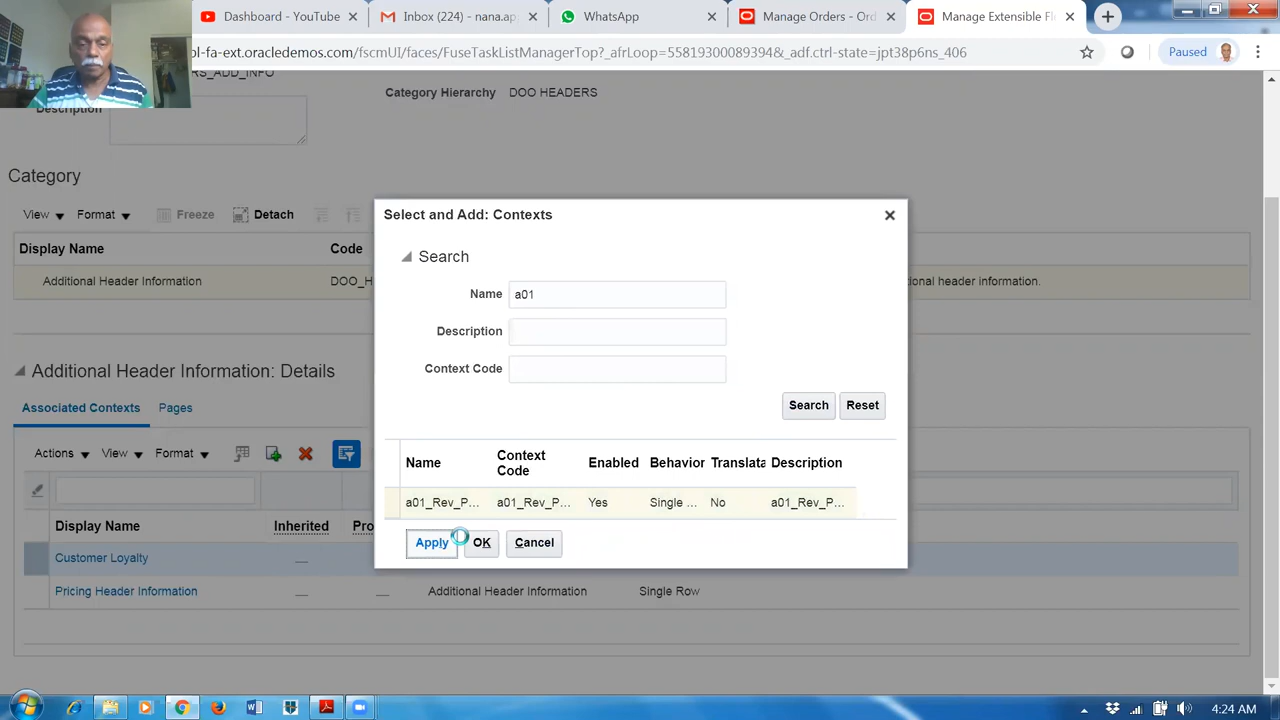 Dashboard - YouTube
Inbox (224) - nana.ap
WhatsApp
Manage Orders - Ord
Manage Extensible Fl
ol-fa-ext.oracledemos.com/fscmUI/faces/FuseTaskListManagerTop?_afrLoop=55819300089394&_adf.ctrl-state=jpt38p6ns_406
Paused
RS_ADD_INFO
Category Hierarchy DOO HEADERS
Description
Category
View Format Freeze Detach
Display Name Code
Additional Header Information DOO_H
nal header information.
Additional Header Information: Details
Associated Contexts Pages
Actions View Format
Display Name Inherited Pro
Customer Loyalty
Pricing Header Information Additional Header Information Single Row
Select and Add: Contexts
Search
Name a01
Description
Context Code
Search Reset
Name Context Code Enabled Behavior Translata Description
a01_Rev_P... a01_Rev_P... Yes Single ... No a01_Rev_P...
Apply OK Cancel
4:24 AM